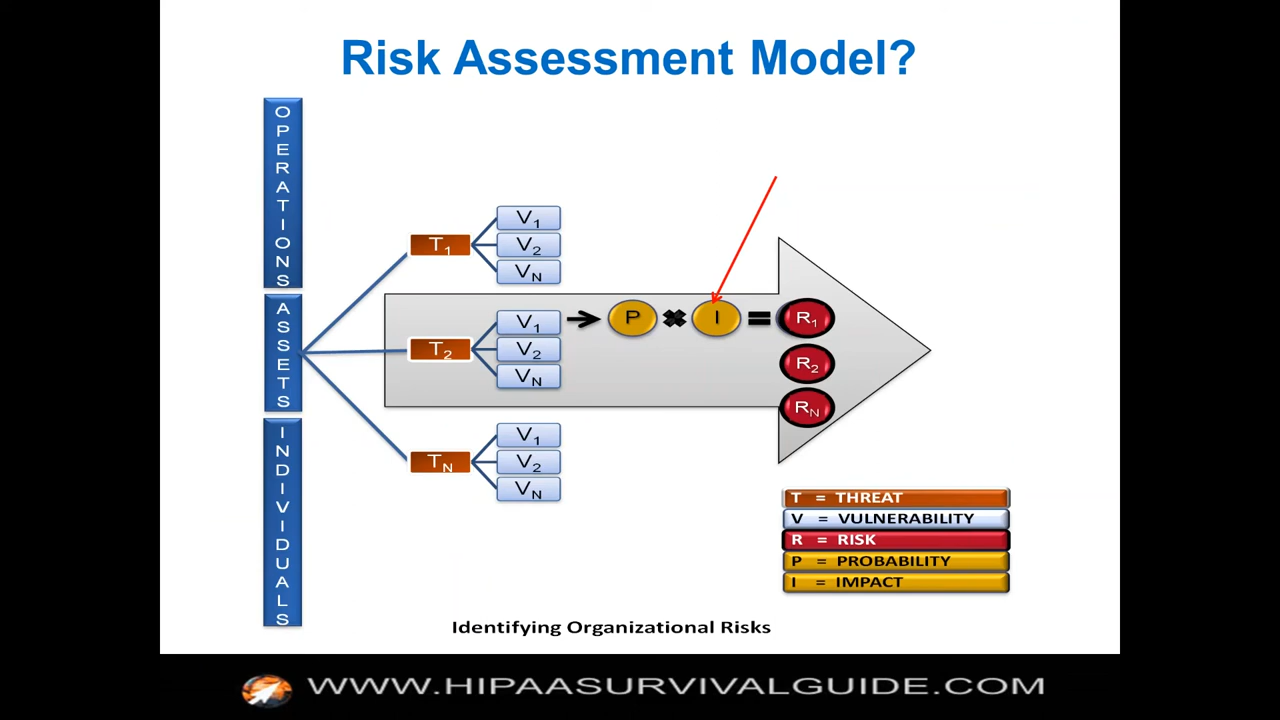 Risk Assessment Model?
OPERATIONS
ASSETS
INDIVIDUALS
T1
V1
V2
VN
T2
V1
V2
VN
P ✖ I = R1
R2
RN
TN
V1
V2
VN
T = THREAT
V = VULNERABILITY
R = RISK
P = PROBABILITY
I = IMPACT
Identifying Organizational Risks
WWW.HIPAASURVIVALGUIDE.COM